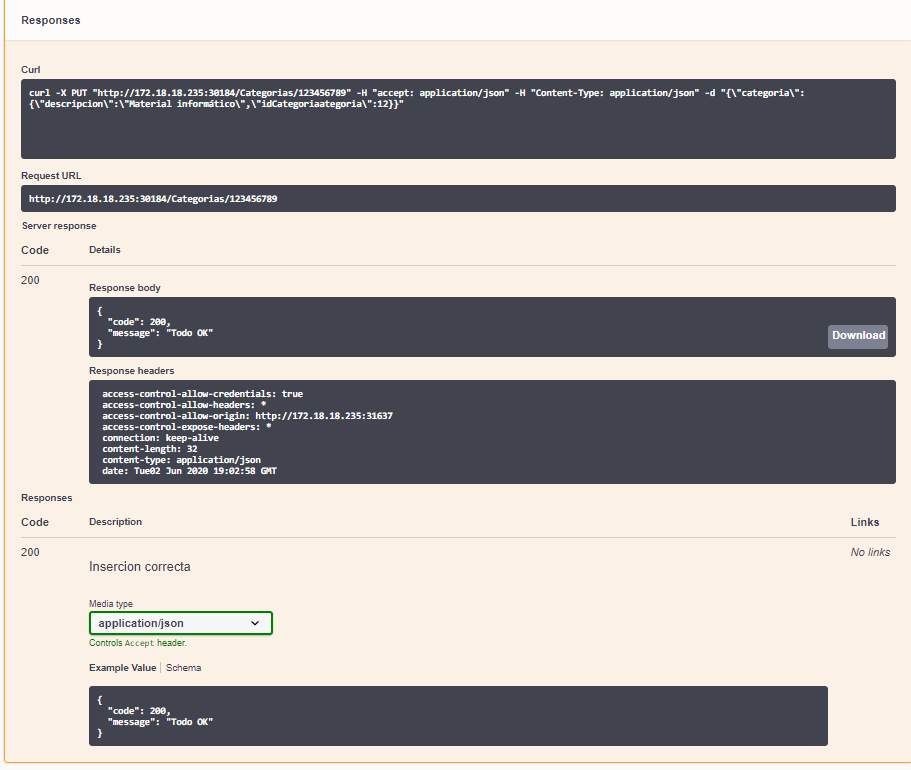 Responses
Curl
curl -X PUT "http://172.18.18.235:30184/Categorias/123456789" -H "accept: application/json" -H "Content-Type: application/json" -d "{\"categoria\":
{\"descripcion\":\"Material informático\",\"idCategoriaategoria\":12}}"
Request URL
http://172.18.18.235:30184/Categorias/123456789
Server response
Code Details
200
Response body
{
"code": 200,
"message": "Todo OK"
}
Download
Response headers
access-control-allow-credentials: true
access-control-allow-headers: *
access-control-allow-origin: http://172.18.18.235:31637
access-control-expose-headers: *
connection: keep-alive
content-length: 32
content-type: application/json
date: Tue02 Jun 2020 19:02:58 GMT
Responses
Code Description Links
200 No links
Insercion correcta
Media type
application/json
Controls Accept header.
Example Value Schema
{
"code": 200,
"message": "Todo OK"
}